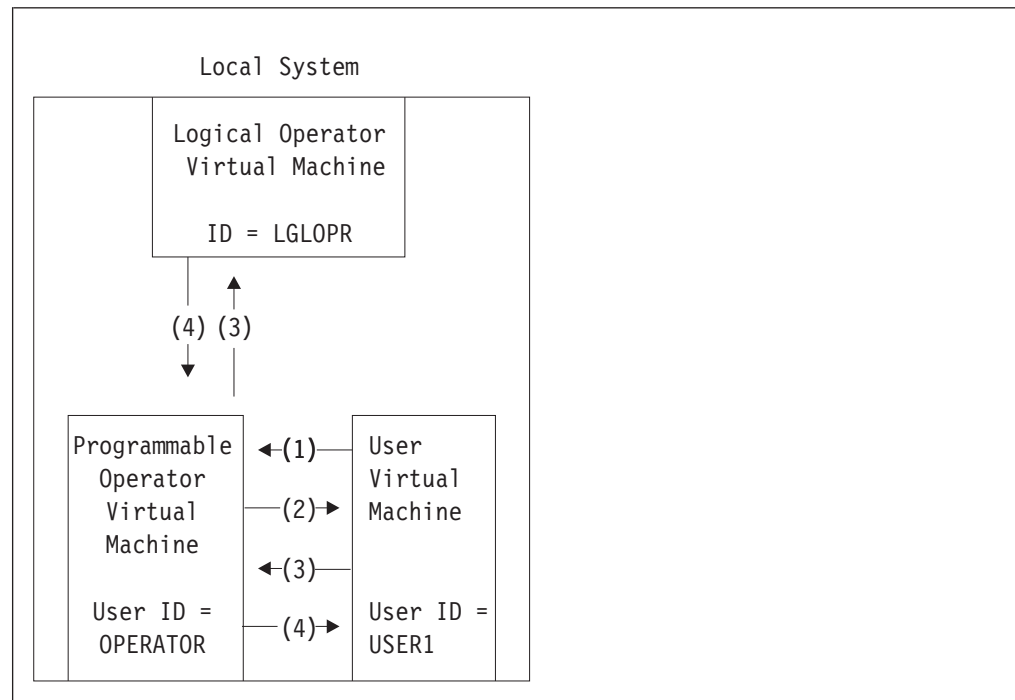 Local System
Logical Operator
Virtual Machine
ID = LGLOPR
(4) (3)
Programmable
Operator
Virtual
Machine
User ID =
OPERATOR
(1)
(2)
(3)
(4)
User
Virtual
Machine
User ID =
USER1